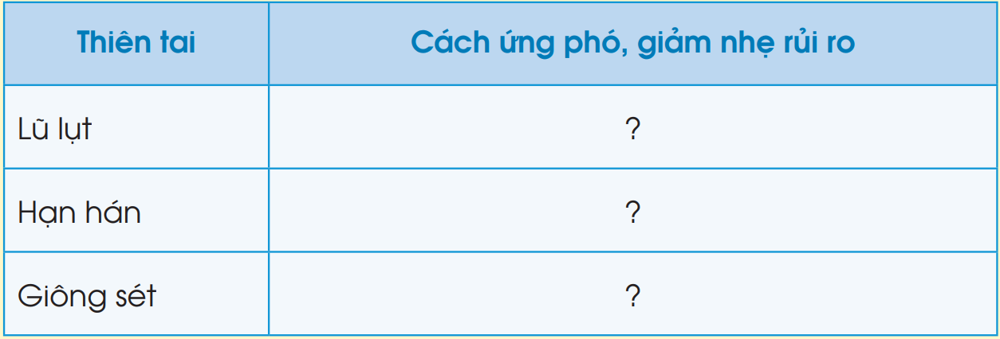 Thiên tai
Cách ứng phó, giảm nhẹ rủi ro
Lũ lụt
?
Hạn hán
?
Giông sét
?